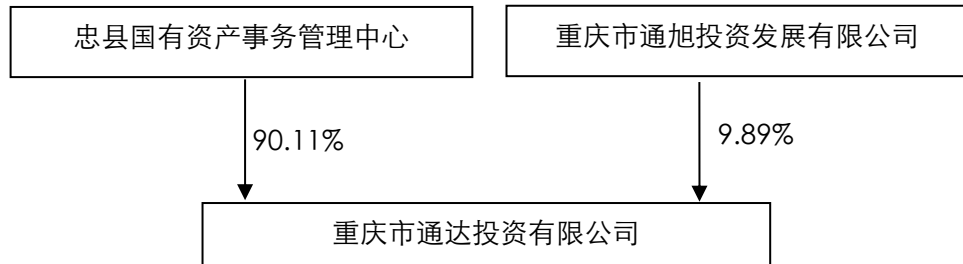 忠县国有资产事务管理中心
重庆市通旭投资发展有限公司
90.11%
9.89%
重庆市通达投资有限公司